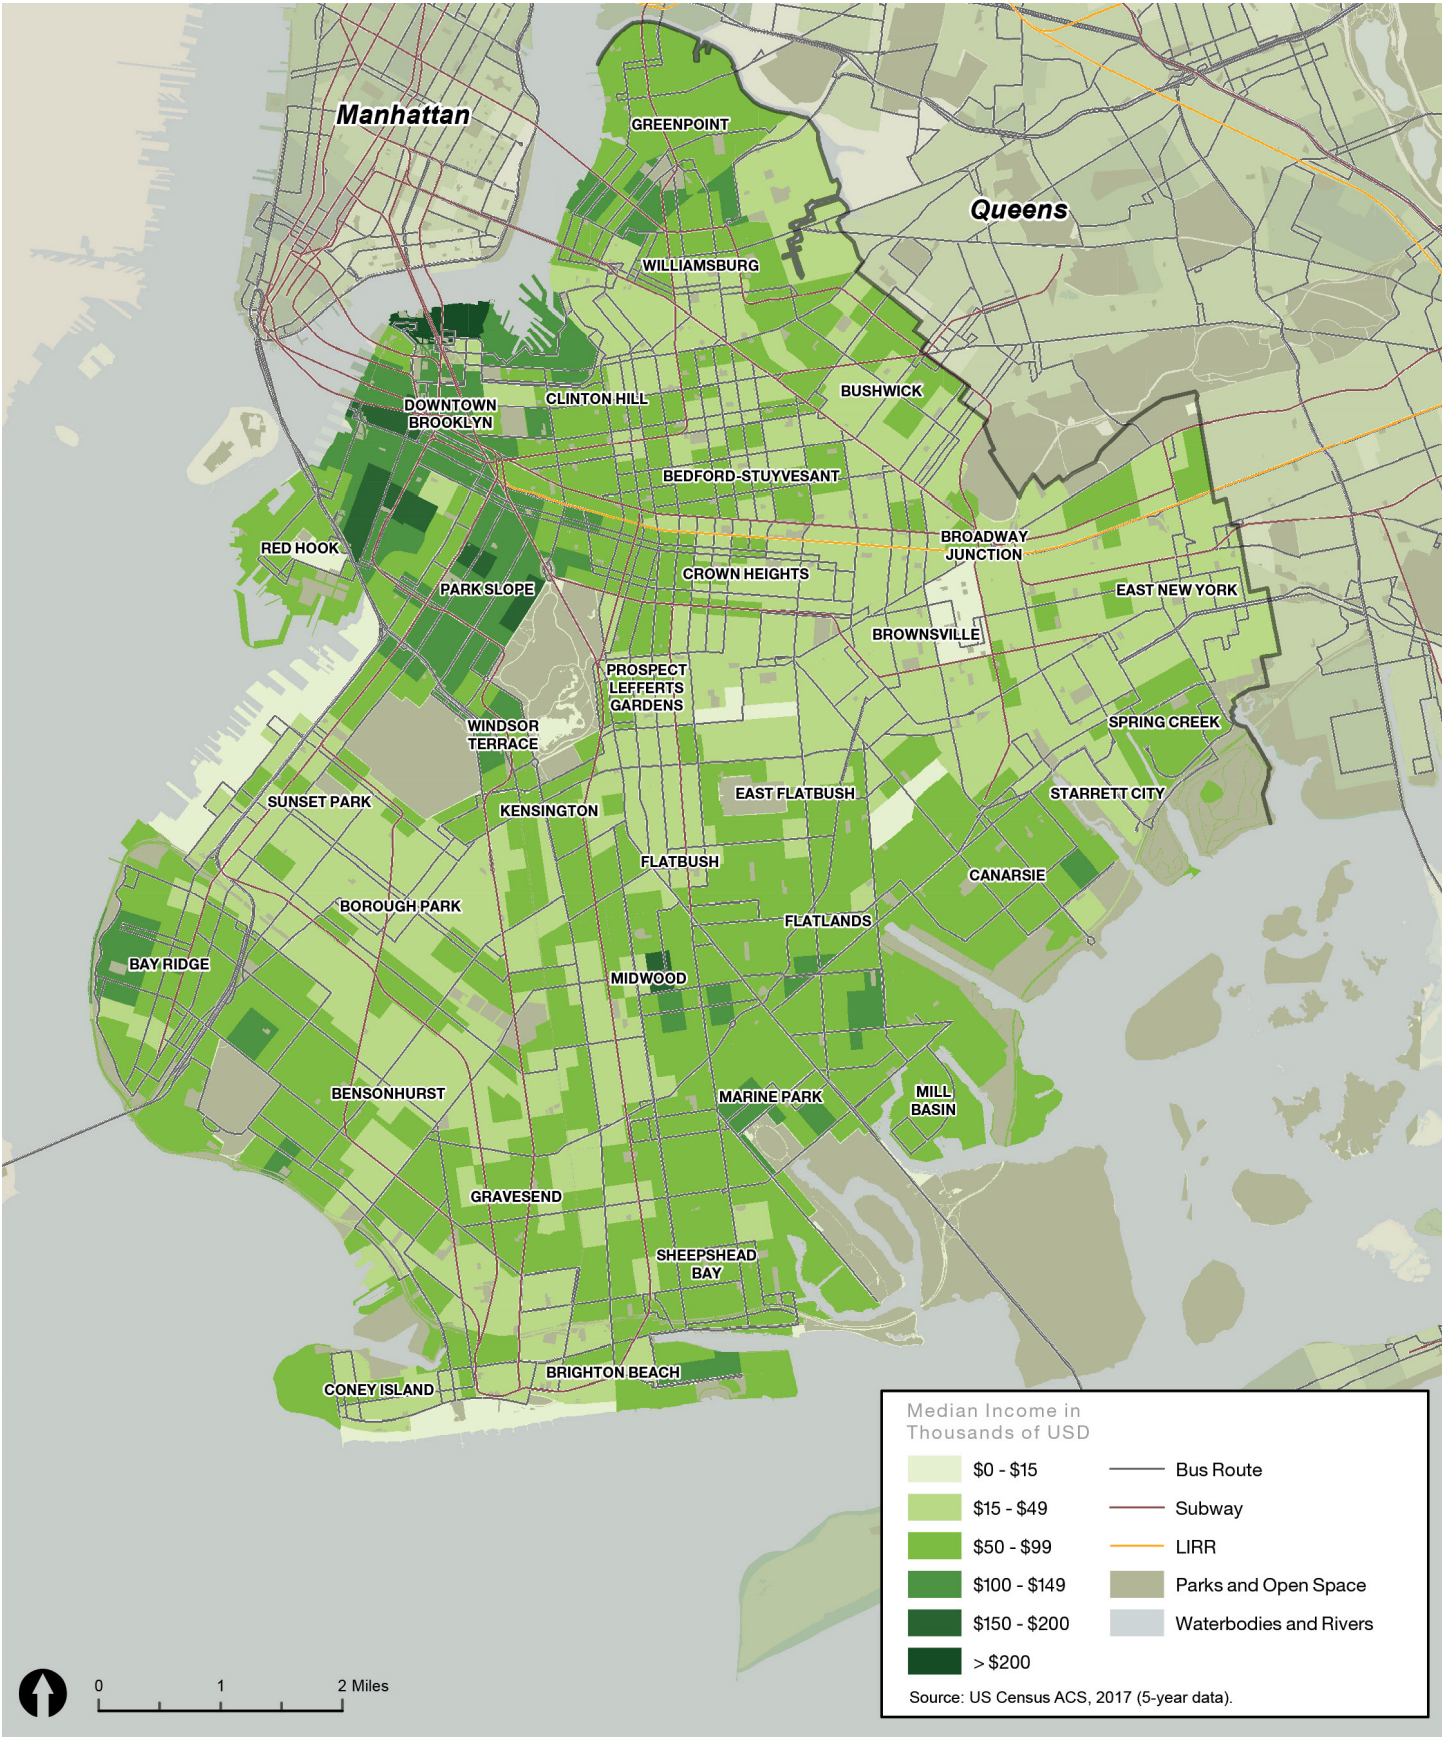 Manhattan
GREENPOINT
Queens
WILLIAMSBURG
BUSHWICK
CLINTON HILL
DOWNTOWN
BROOKLYN
BEDFORD-STUYVESANT
BROADWAY
JUNCTION
RED HOOK
CROWN HEIGHTS
PARK SLOPE
EAST NEW YORK
BROWNSVILLE
PROSPECT
LEFFERTS
GARDENS
WINDSOR
TERRACE
SPRING CREEK
SUNSET PARK
KENSINGTON
EAST FLATBUSH
STARRETT CITY
FLATBUSH
CANARSIE
BOROUGH PARK
FLATLANDS
BAY RIDGE
MIDWOOD
BENSONHURST
MARINE PARK
MILL
BASIN
GRAVESEND
SHEEPSHEAD
BAY
BRIGHTON BEACH
CONEY ISLAND
Median Income in
Thousands of USD
$0 - $15
$15 - $49
$50 - $99
$100 - $149
$150 - $200
> $200
Bus Route
Subway
LIRR
Parks and Open Space
Waterbodies and Rivers
Source: US Census ACS, 2017 (5-year data).
0 1 2 Miles